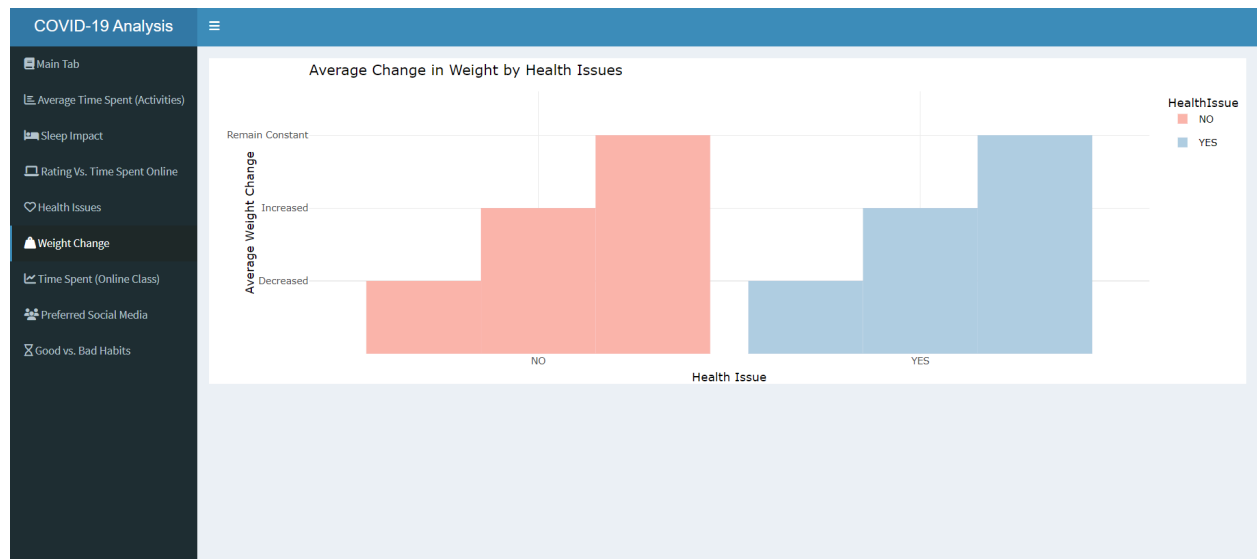 COVID-19 Analysis
Main Tab
Average Time Spent (Activities)
Sleep Impact
Rating Vs. Time Spent Online
Health Issues
Weight Change
Time Spent (Online Class)
Preferred Social Media
Good vs. Bad Habits
Average Change in Weight by Health Issues
Average Weight Change
Remain Constant
Increased
Decreased
NO
YES
Health Issue
HealthIssue
NO
YES